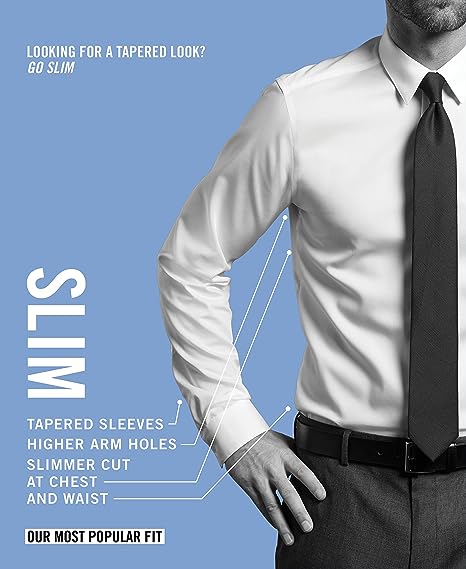 LOOKING FOR A TAPERED LOOK?
GO SLIM
SLIM
TAPERED SLEEVES
HIGHER ARM HOLES
SLIMMER CUT
AT CHEST
AND WAIST
OUR MOST POPULAR FIT